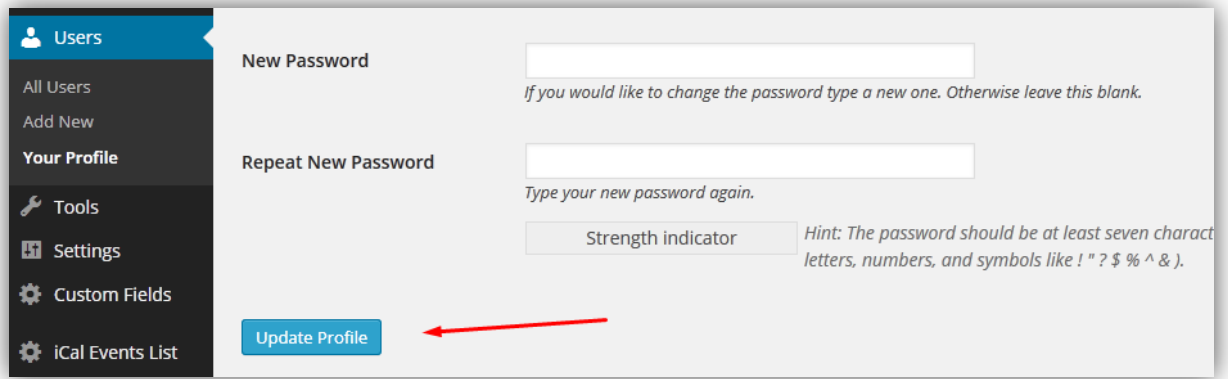 Users
All Users
Add New
Your Profile
Tools
Settings
Custom Fields
iCal Events List
New Password
If you would like to change the password type a new one. Otherwise leave this blank.
Repeat New Password
Type your new password again.
Strength indicator
Hint: The password should be at least seven charact
letters, numbers, and symbols like ! " ? $ % ^ & ).
Update Profile